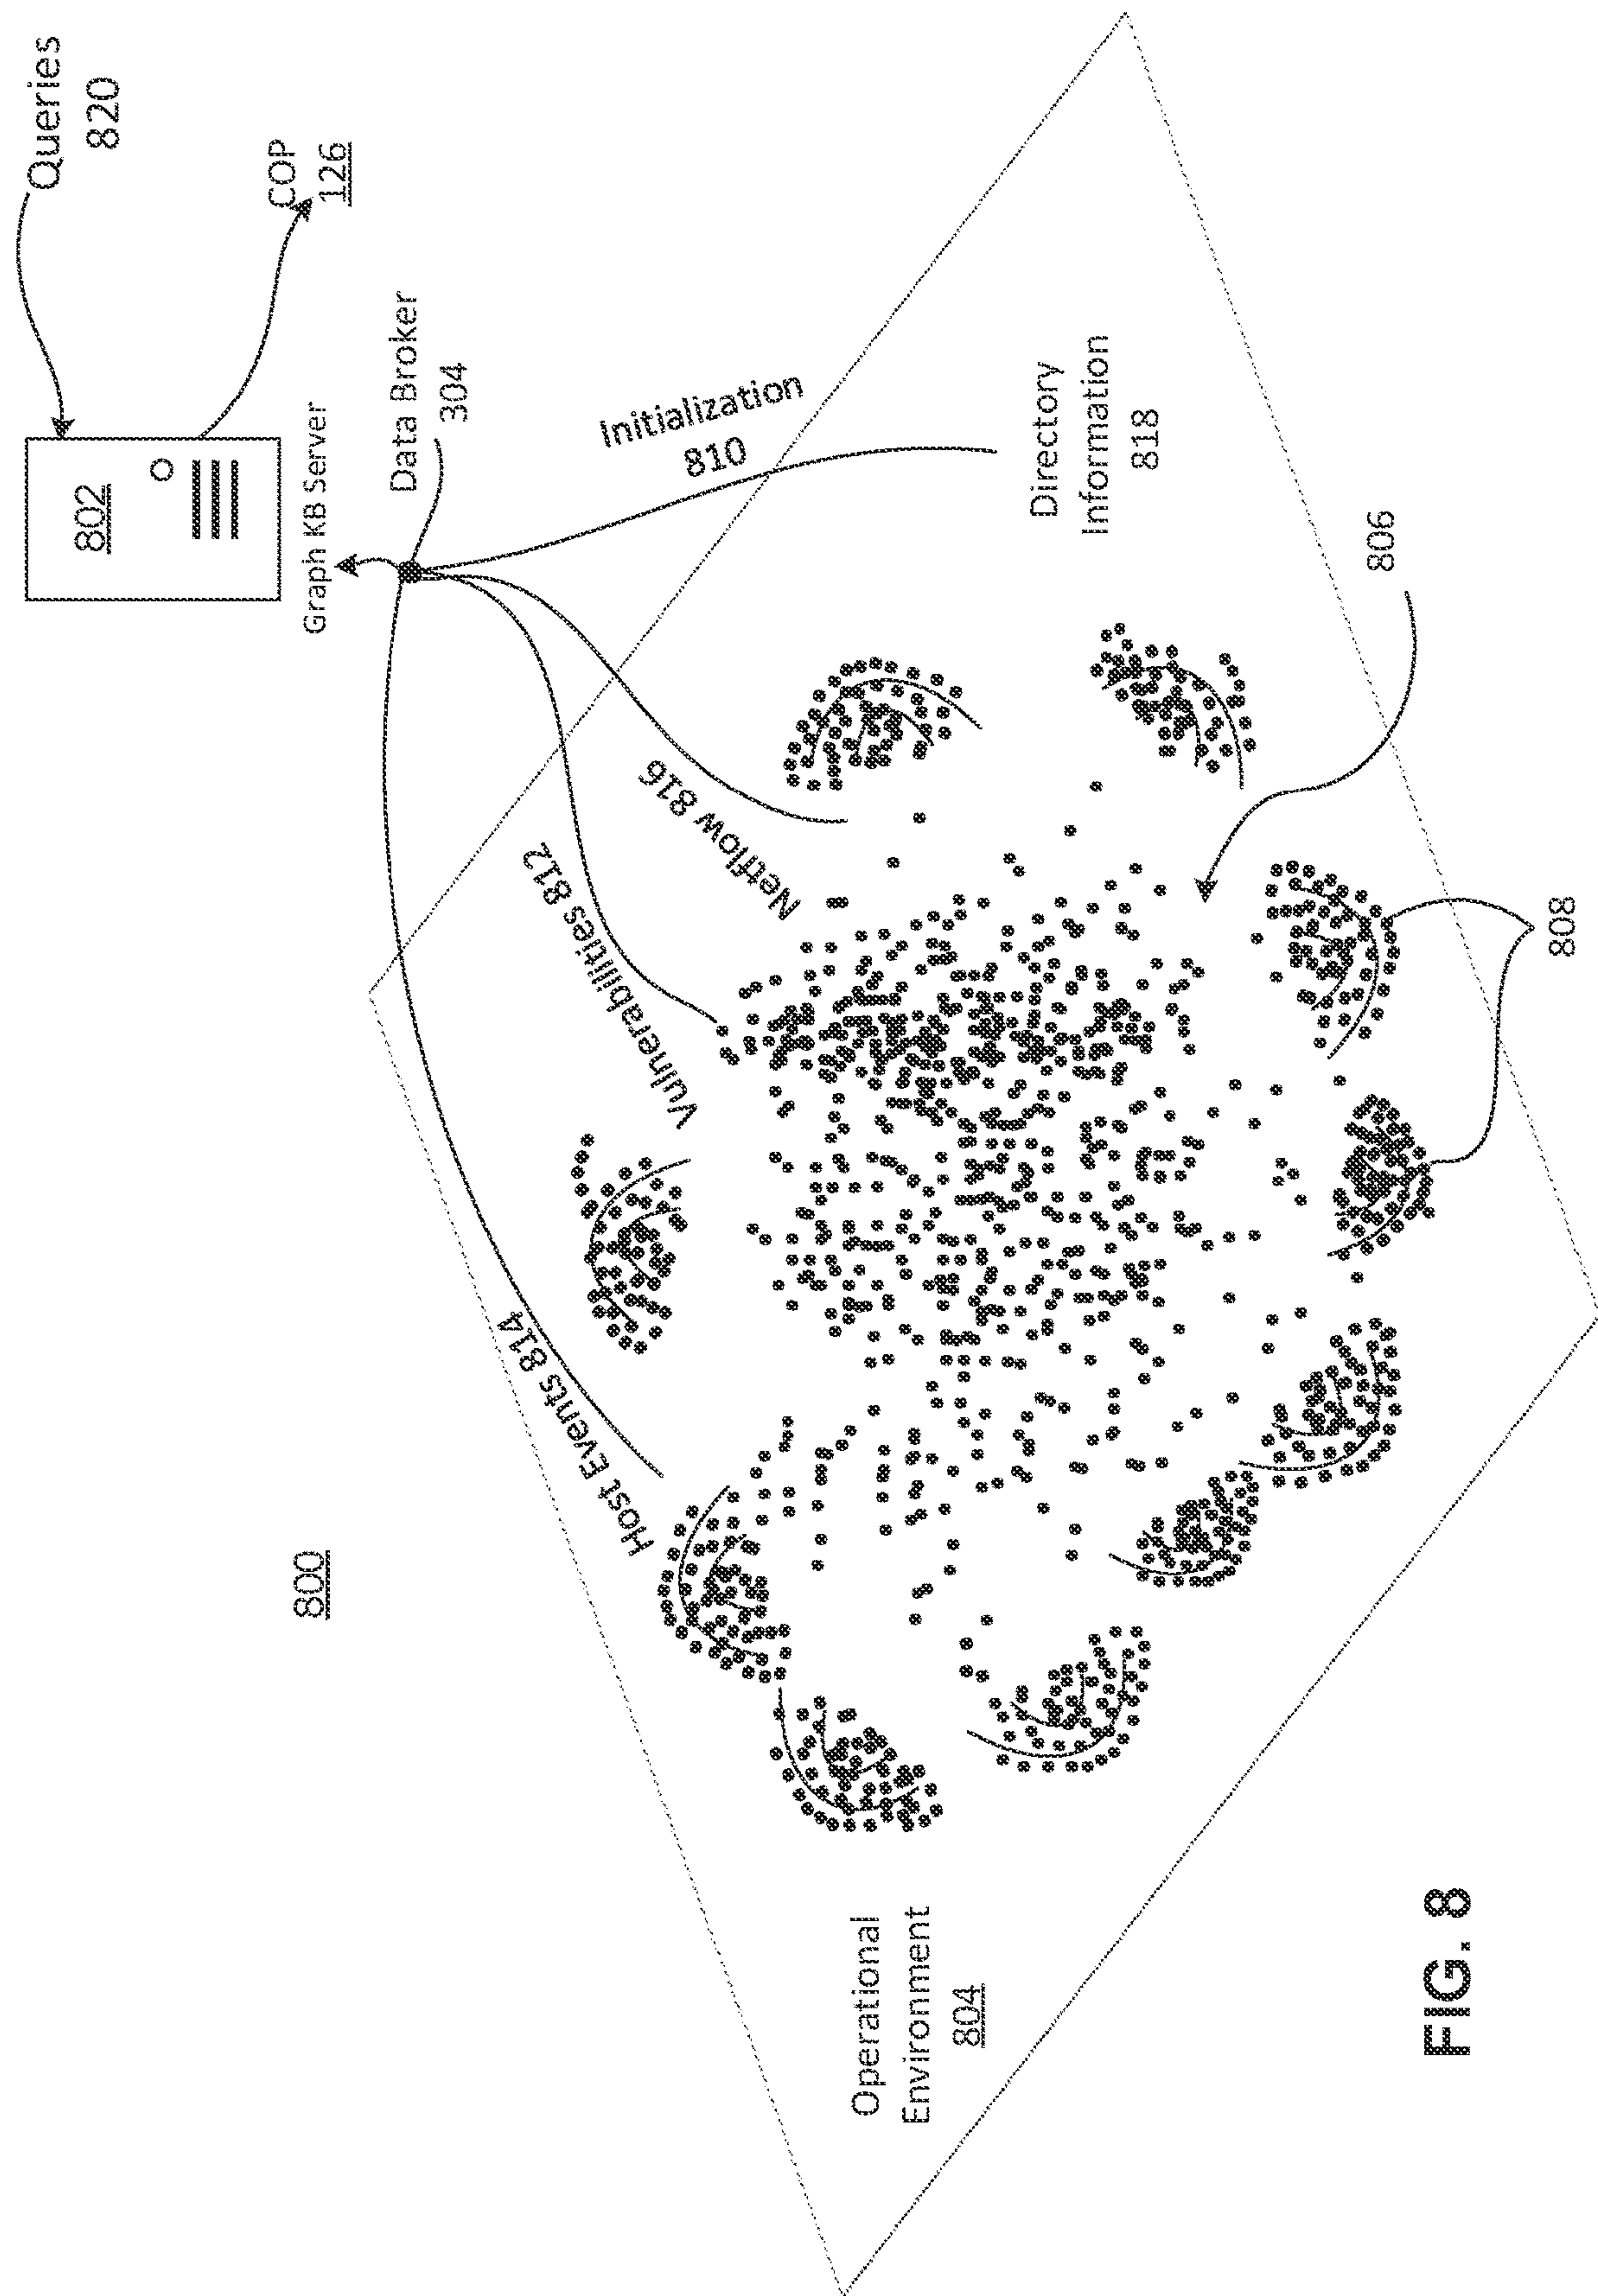 800
Queries
820
802
COP
126
Graph KB Server
Data Broker
304
Initialization
810
Host Events 814
Vulnerabilities 812
Netflow 816
Directory
Information
818
806
808
Operational
Environment
804
FIG. 8